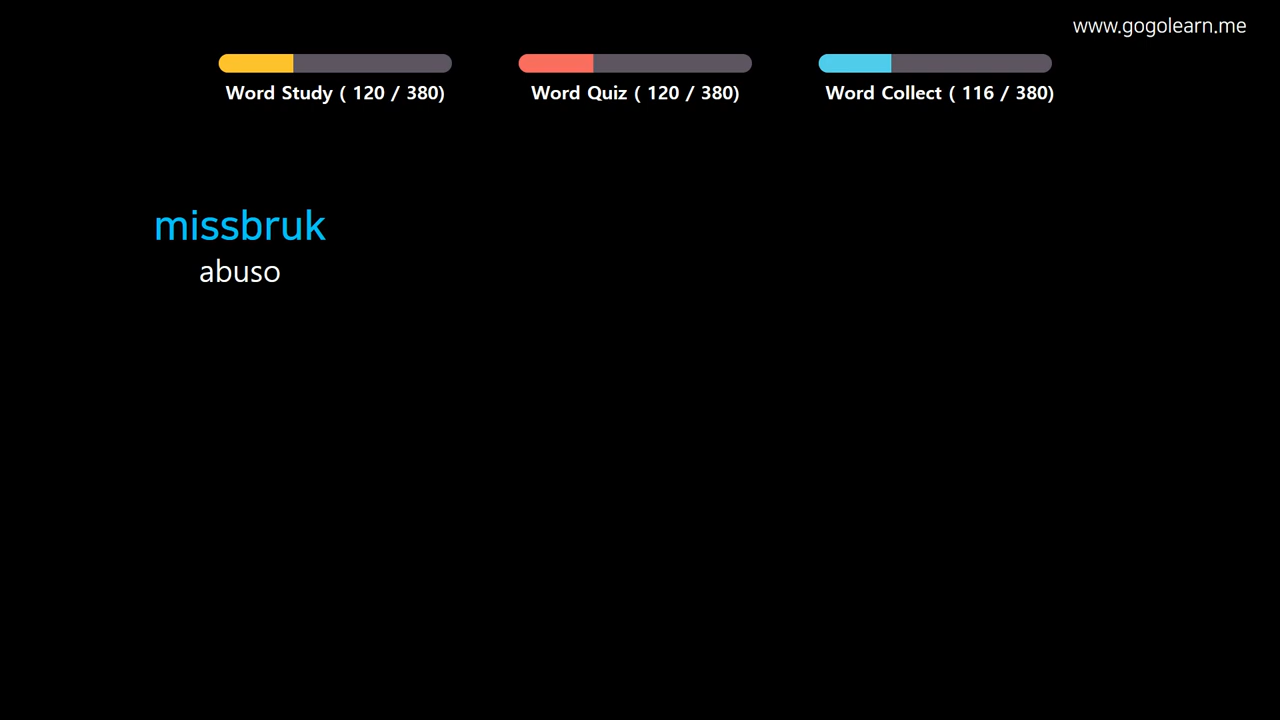 www.gogolearn.me
Word Study ( 120 / 380)
Word Quiz ( 120 / 380)
Word Collect ( 116 / 380)
missbruk
abuso